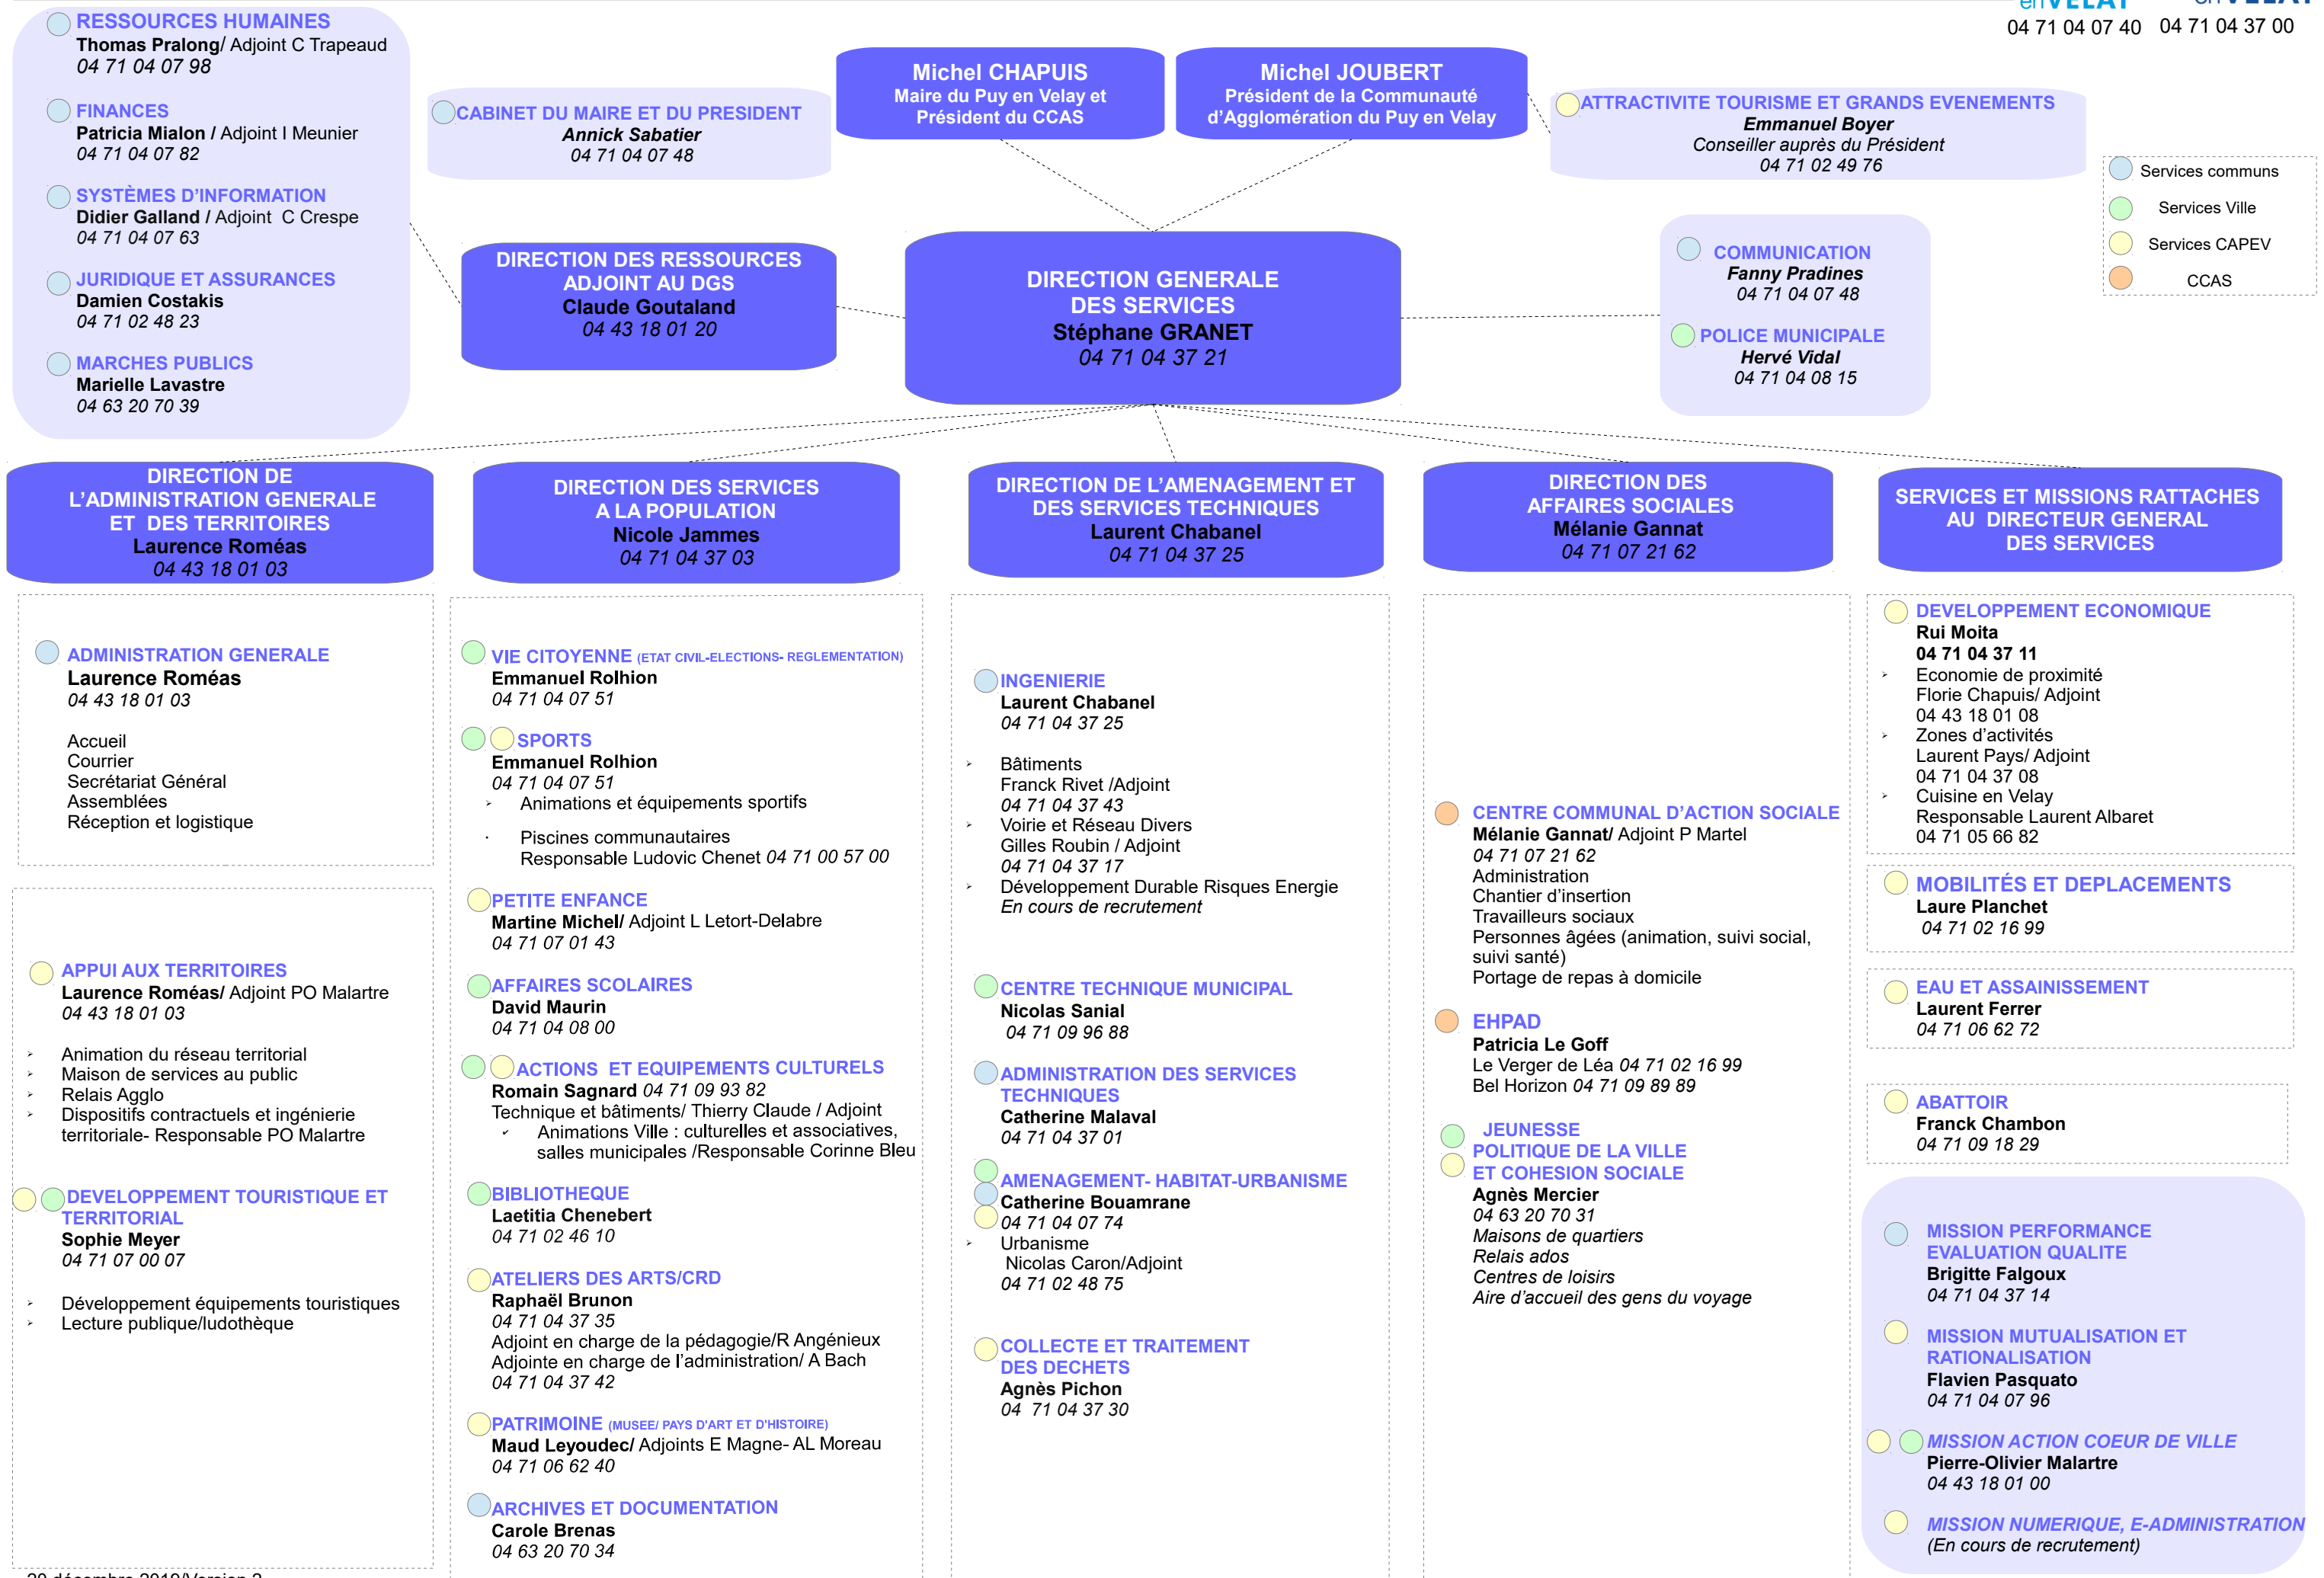 04 71 04 07 40
04 71 04 37 00
RESSOURCES HUMAINES
Thomas Pralong/ Adjoint C Trapeaud
04 71 04 07 98
FINANCES
Patricia Mialon / Adjoint I Meunier
04 71 04 07 82
SYSTÈMES D'INFORMATION
Didier Galland / Adjoint C Crespe
04 71 04 07 63
JURIDIQUE ET ASSURANCES
Damien Costakis
04 71 02 48 23
MARCHES PUBLICS
Marielle Lavastre
04 63 20 70 39
CABINET DU MAIRE ET DU PRESIDENT
Annick Sabatier
04 71 04 07 48
Michel CHAPUIS
Maire du Puy en Velay et
Président du CCAS
Michel JOUBERT
Président de la Communauté
d'Agglomération du Puy en Velay
ATTRACTIVITE TOURISME ET GRANDS EVENEMENTS
Emmanuel Boyer
Conseiller auprès du Président
04 71 02 49 76
Services communs
Services Ville
Services CAPEV
CCAS
DIRECTION DES RESSOURCES
ADJOINT AU DGS
Claude Goutaland
04 43 18 01 20
DIRECTION GENERALE
DES SERVICES
Stéphane GRANET
04 71 04 37 21
COMMUNICATION
Fanny Pradines
04 71 04 07 48
POLICE MUNICIPALE
Hervé Vidal
04 71 04 08 15
DIRECTION DE
L'ADMINISTRATION GENERALE
ET DES TERRITOIRES
Laurence Roméas
04 43 18 01 03
ADMINISTRATION GENERALE
Laurence Roméas
04 43 18 01 03
Accueil
Courrier
Secrétariat Général
Assemblées
Réception et logistique
APPUI AUX TERRITOIRES
Laurence Roméas/ Adjoint PO Malartre
04 43 18 01 03
Animation du réseau territorial
Maison de services au public
Relais Agglo
Dispositifs contractuels et ingénierie
territoriale- Responsable PO Malartre
DEVELOPPEMENT TOURISTIQUE ET
TERRITORIAL
Sophie Meyer
04 71 07 00 07
Développement équipements touristiques
Lecture publique/ludothèque
DIRECTION DES SERVICES
A LA POPULATION
Nicole Jammes
04 71 04 37 03
VIE CITOYENNE (ETAT CIVIL-ELECTIONS- REGLEMENTATION)
Emmanuel Rolhion
04 71 04 07 51
SPORTS
Emmanuel Rolhion
04 71 04 07 51
Animations et équipements sportifs
Piscines communautaires
Responsable Ludovic Chenet 04 71 00 57 00
PETITE ENFANCE
Martine Michel/ Adjoint L Letort-Delabre
04 71 07 01 43
AFFAIRES SCOLAIRES
David Maurin
04 71 04 08 00
ACTIONS ET EQUIPEMENTS CULTURELS
Romain Sagnard 04 71 09 93 82
Technique et bâtiments/ Thierry Claude / Adjoint
Animations Ville : culturelles et associatives,
salles municipales /Responsable Corinne Bleu
BIBLIOTHEQUE
Laetitia Chenebert
04 71 02 46 10
ATELIERS DES ARTS/CRD
Raphaël Brunon
04 71 04 37 35
Adjoint en charge de la pédagogie/R Angénieux
Adjointe en charge de l'administration/ A Bach
04 71 04 37 42
PATRIMOINE (MUSEE/ PAYS D'ART ET D'HISTOIRE)
Maud Leyoudec/ Adjoints E Magne- AL Moreau
04 71 06 62 40
ARCHIVES ET DOCUMENTATION
Carole Brenas
04 63 20 70 34
DIRECTION DE L'AMENAGEMENT ET
DES SERVICES TECHNIQUES
Laurent Chabanel
04 71 04 37 25
INGENIERIE
Laurent Chabanel
04 71 04 37 25
Bâtiments
Franck Rivet /Adjoint
04 71 04 37 43
Voirie et Réseau Divers
Gilles Roubin / Adjoint
04 71 04 37 17
Développement Durable Risques Energie
En cours de recrutement
CENTRE TECHNIQUE MUNICIPAL
Nicolas Sanial
04 71 09 96 88
ADMINISTRATION DES SERVICES
TECHNIQUES
Catherine Malaval
04 71 04 37 01
AMENAGEMENT- HABITAT-URBANISME
Catherine Bouamrane
04 71 04 07 74
Urbanisme
Nicolas Caron/Adjoint
04 71 02 48 75
COLLECTE ET TRAITEMENT
DES DECHETS
Agnès Pichon
04 71 04 37 30
DIRECTION DES
AFFAIRES SOCIALES
Mélanie Gannat
04 71 07 21 62
CENTRE COMMUNAL D'ACTION SOCIALE
Mélanie Gannat/ Adjoint P Martel
04 71 07 21 62
Administration
Chantier d'insertion
Travailleurs sociaux
Personnes âgées (animation, suivi social,
suivi santé)
Portage de repas à domicile
EHPAD
Patricia Le Goff
Le Verger de Léa 04 71 02 16 99
Bel Horizon 04 71 09 89 89
JEUNESSE
POLITIQUE DE LA VILLE
ET COHESION SOCIALE
Agnès Mercier
04 63 20 70 31
Maisons de quartiers
Relais ados
Centres de loisirs
Aire d'accueil des gens du voyage
SERVICES ET MISSIONS RATTACHES
AU DIRECTEUR GENERAL
DES SERVICES
DEVELOPPEMENT ECONOMIQUE
Rui Moita
04 71 04 37 11
Economie de proximité
Florie Chapuis/ Adjoint
04 43 18 01 08
Zones d'activités
Laurent Pays/ Adjoint
04 71 04 37 08
Cuisine en Velay
Responsable Laurent Albaret
04 71 05 66 82
MOBILITÉS ET DEPLACEMENTS
Laure Planchet
04 71 02 16 99
EAU ET ASSAINISSEMENT
Laurent Ferrer
04 71 06 62 72
ABATTOIR
Franck Chambon
04 71 09 18 29
MISSION PERFORMANCE
EVALUATION QUALITE
Brigitte Falgoux
04 71 04 37 14
MISSION MUTUALISATION ET
RATIONALISATION
Flavien Pasquato
04 71 04 07 96
MISSION ACTION COEUR DE VILLE
Pierre-Olivier Malartre
04 43 18 01 00
MISSION NUMERIQUE, E-ADMINISTRATION
(En cours de recrutement)